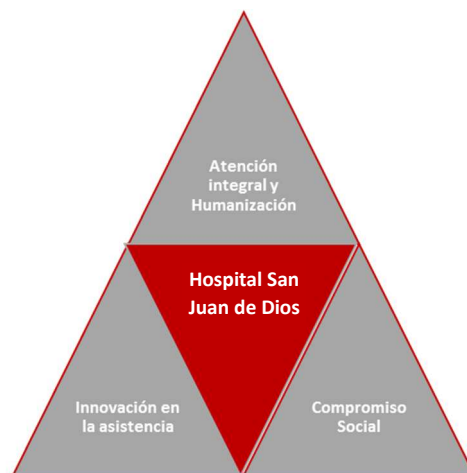 Atención
integral y
Humanización
Hospital San
Juan de Dios
Innovación en
la asistencia
Compromiso
Social